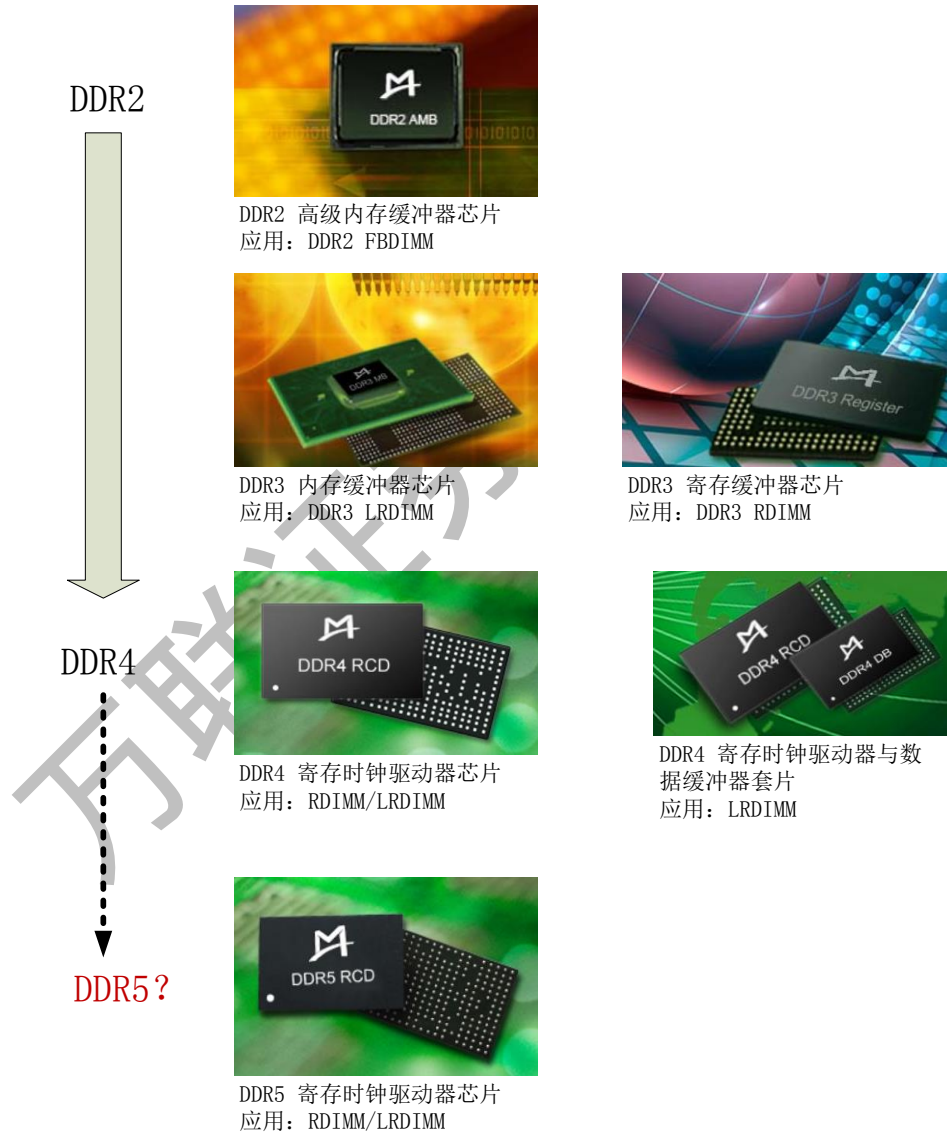 DDR2
DDR2 AMB
DDR2 高级内存缓冲器芯片
应用：DDR2 FBDIMM
DDR3 MB
DDR3 Register
DDR3 内存缓冲器芯片
应用：DDR3 LRDIMM
DDR3 寄存缓冲器芯片
应用：DDR3 RDIMM
DDR4
DDR4 RCD
DDR4 RCD
DDR4 DB
DDR4 寄存时钟驱动器芯片
应用：RDIMM/LRDIMM
DDR4 寄存时钟驱动器与数
据缓冲器套片
应用：LRDIMM
DDR5?
DDR5 RCD
DDR5 寄存时钟驱动器芯片
应用：RDIMM/LRDIMM
万联证券